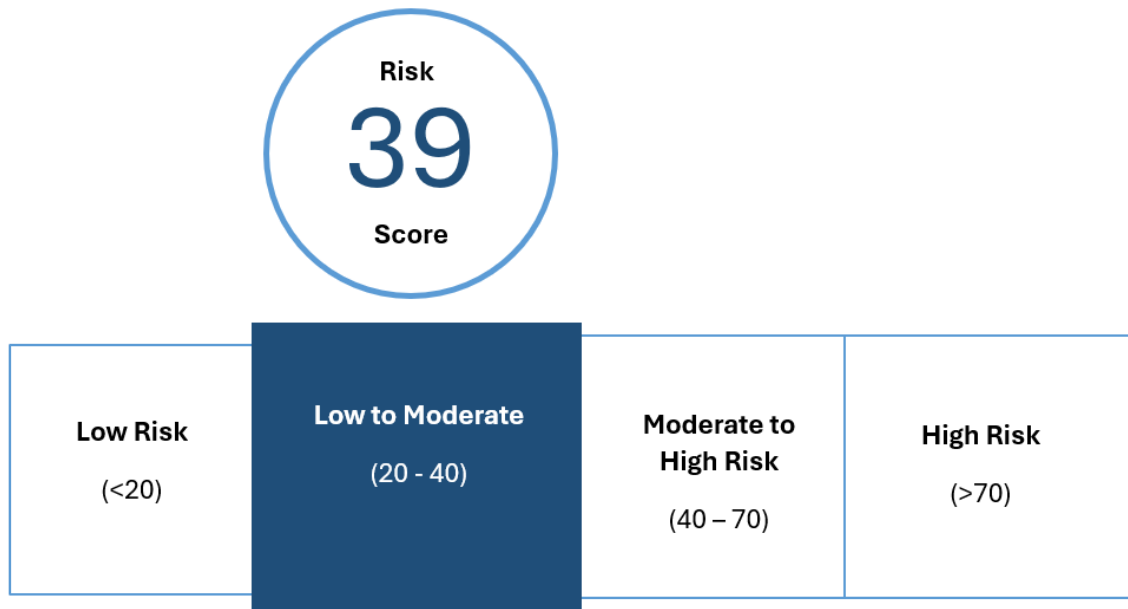 Risk
39
Score
Low Risk
(<20)
Low to Moderate
(20 - 40)
Moderate to
High Risk
(40 – 70)
High Risk
(>70)